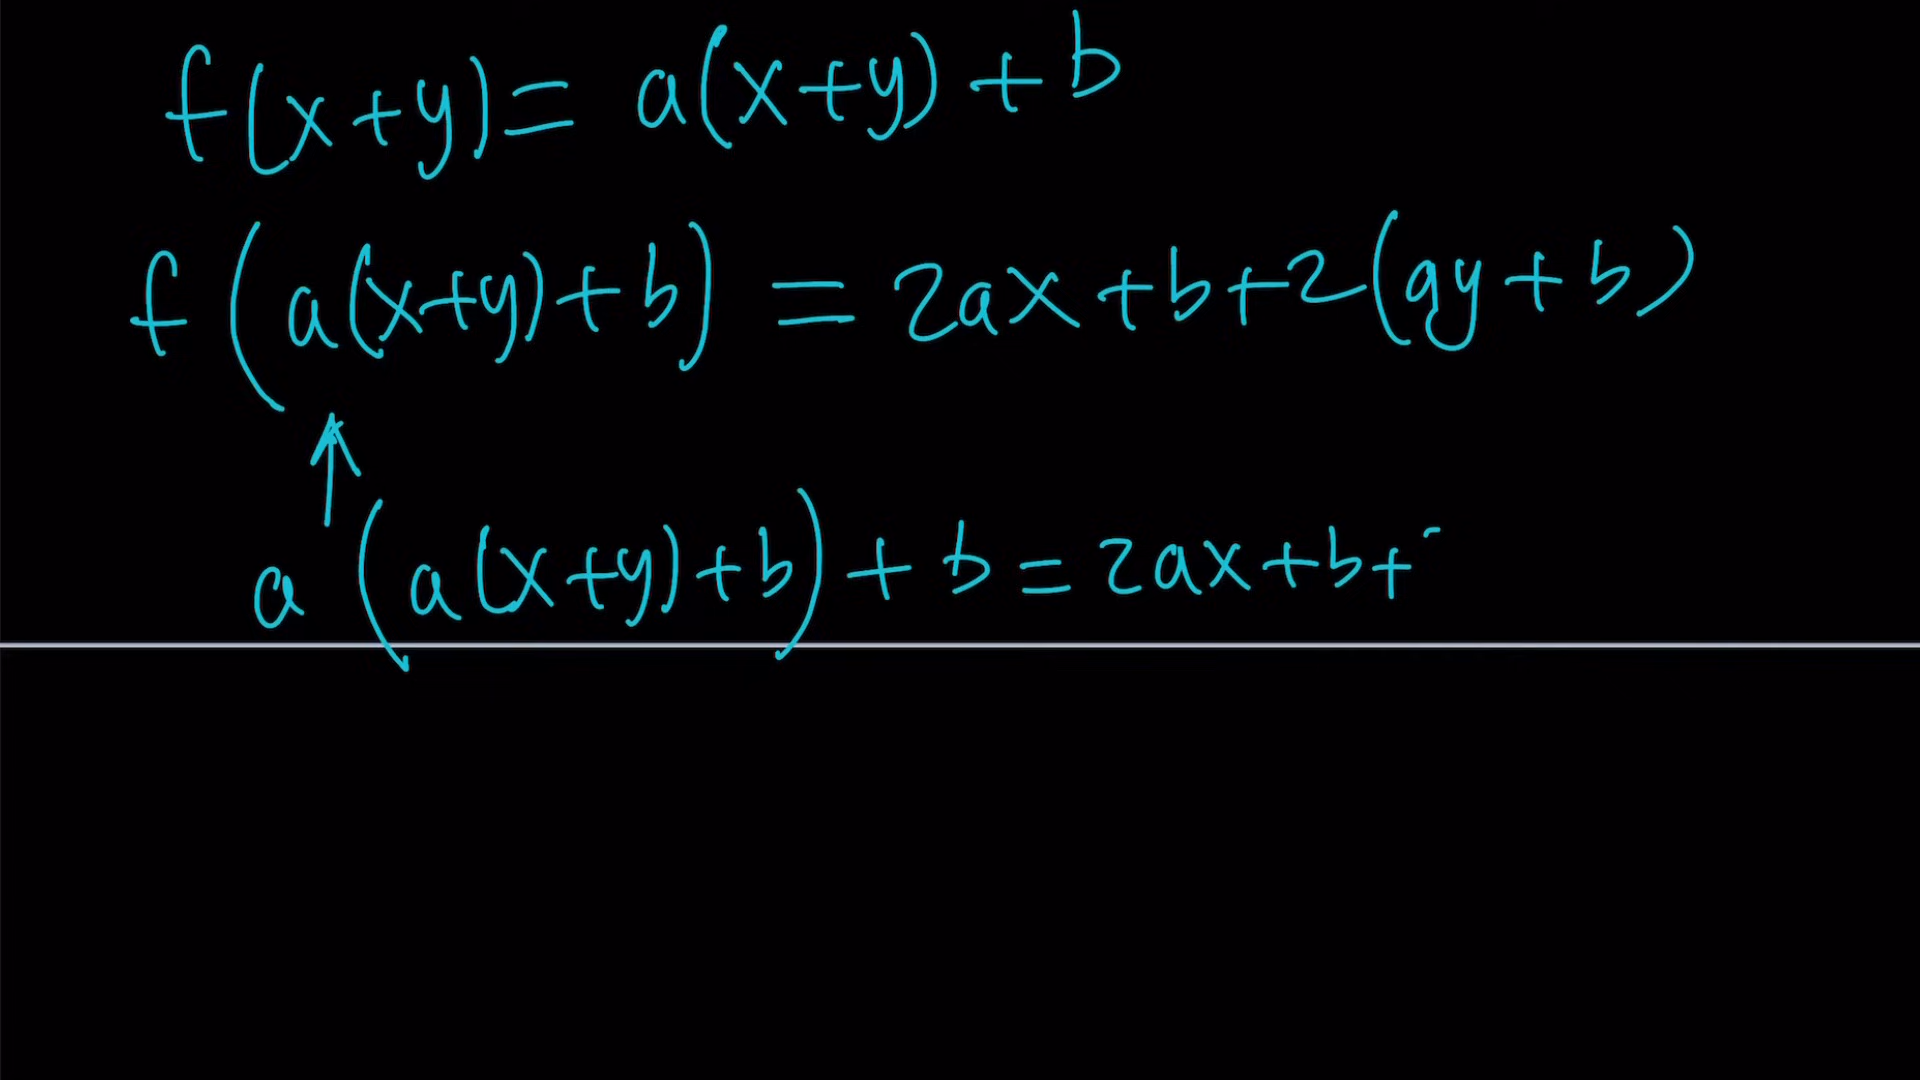 f(x+y)= a(x+y)+b
f(a(x+y)+b) = 2ax+b+2(ay+b)
↑
a(a(x+y)+b)+b=2ax+b+